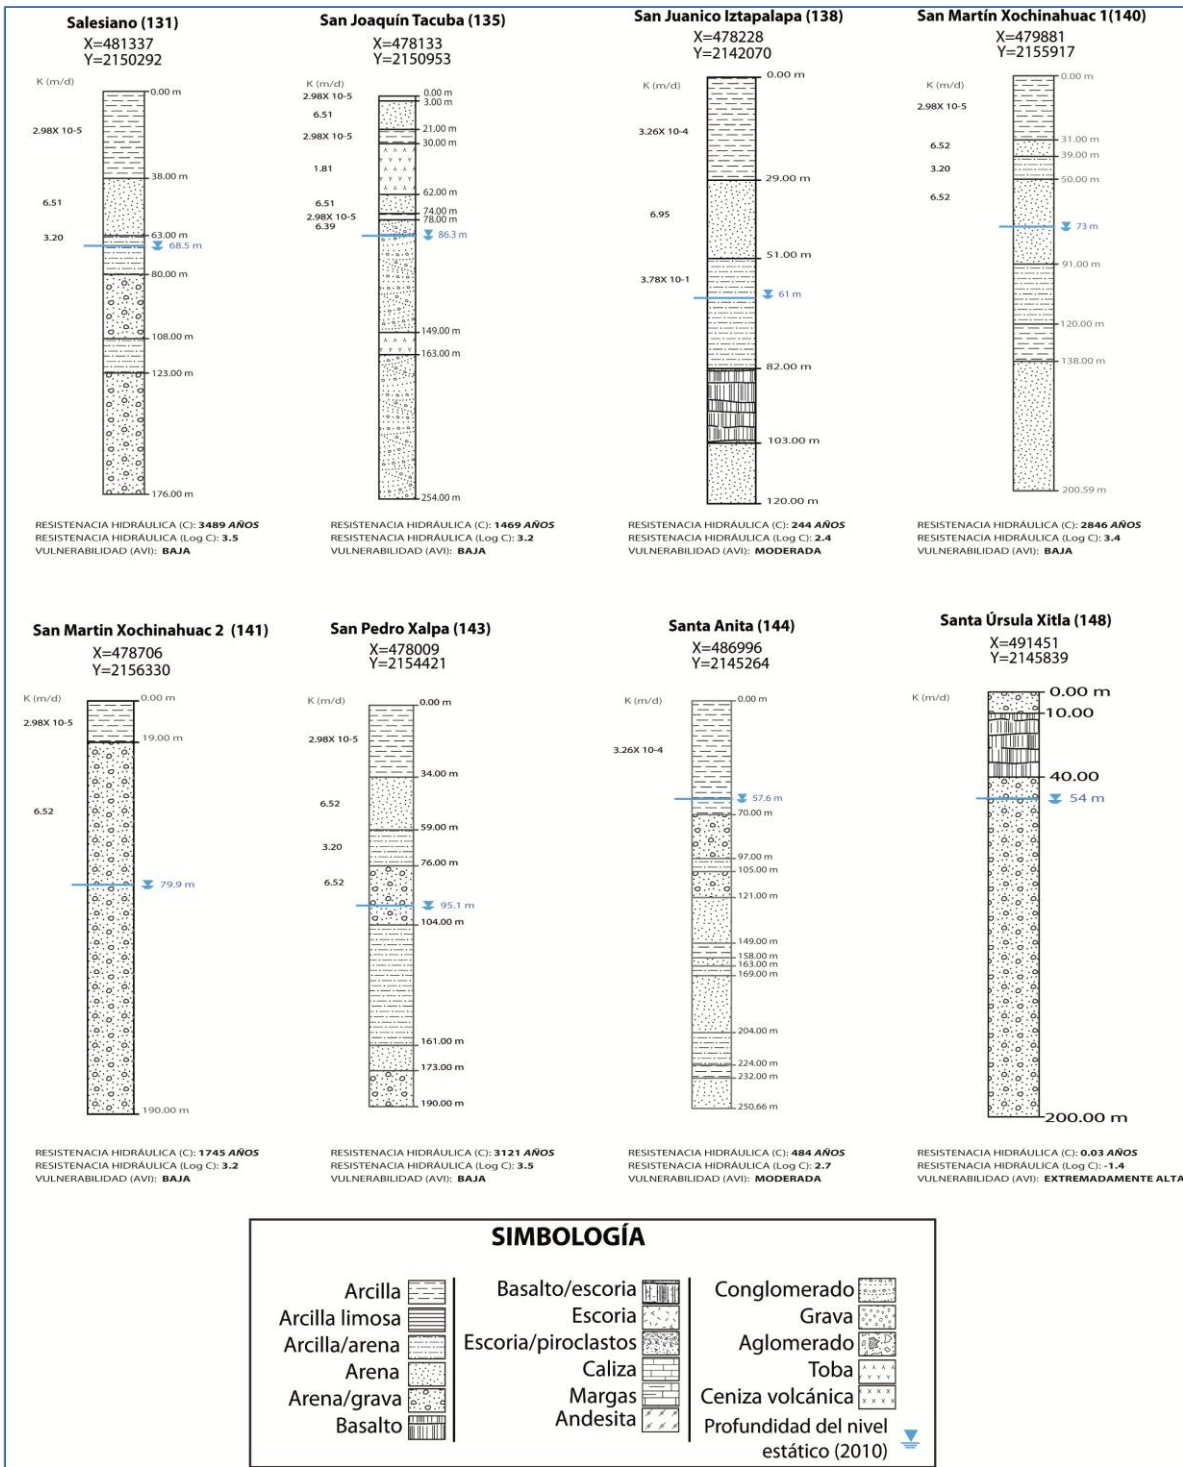 Salesiano (131)
X=481337
Y=2150292
K (m/d)
0.00 m
2.98X 10-5
38.00 m
6.51
63.00 m
3.20
68.5 m
80.00 m
108.00 m
123.00 m
176.00 m
RESISTENACIA HIDRÁULICA (C): 3489 AÑOS
RESISTENACIA HIDRÁULICA (Log C): 3.5
VULNERABILIDAD (AVI): BAJA
San Joaquín Tacuba (135)
X=478133
Y=2150953
K (m/d)
0.00 m
2.98X 10-5
3.00 m
6.51
21.00 m
2.98X 10-5
30.00 m
1.81
62.00 m
6.51
74.00 m
2.98X 10-5
78.00 m
6.39
86.3 m
149.00 m
163.00 m
254.00 m
RESISTENACIA HIDRÁULICA (C): 1469 AÑOS
RESISTENACIA HIDRÁULICA (Log C): 3.2
VULNERABILIDAD (AVI): BAJA
San Juanico Iztapalapa (138)
X=478228
Y=2142070
0.00 m
K (m/d)
3.26X 10-4
29.00 m
6.95
51.00 m
3.78X 10-1
61 m
82.00 m
103.00 m
120.00 m
RESISTENACIA HIDRÁULICA (C): 244 AÑOS
RESISTENACIA HIDRÁULICA (Log C): 2.4
VULNERABILIDAD (AVI): MODERADA
San Martín Xochinahuac 1(140)
X=479881
Y=2155917
0.00 m
K (m/d)
2.98X 10-5
31.00 m
6.52
39.00 m
3.20
50.00 m
6.52
73 m
91.00 m
120.00 m
138.00 m
200.59 m
RESISTENACIA HIDRÁULICA (C): 2846 AÑOS
RESISTENACIA HIDRÁULICA (Log C): 3.4
VULNERABILIDAD (AVI): BAJA
San Martin Xochinahuac 2 (141)
X=478706
Y=2156330
K (m/d)
0.00 m
2.98X 10-5
19.00 m
6.52
79.9 m
190.00 m
RESISTENACIA HIDRÁULICA (C): 1745 AÑOS
RESISTENACIA HIDRÁULICA (Log C): 3.2
VULNERABILIDAD (AVI): BAJA
San Pedro Xalpa (143)
X=478009
Y=2154421
K (m/d)
0.00 m
2.98X 10-5
34.00 m
6.52
59.00 m
3.20
76.00 m
6.52
95.1 m
104.00 m
161.00 m
173.00 m
190.00 m
RESISTENACIA HIDRÁULICA (C): 3121 AÑOS
RESISTENACIA HIDRÁULICA (Log C): 3.5
VULNERABILIDAD (AVI): BAJA
Santa Anita (144)
X=486996
Y=2145264
K (m/d)
0.00 m
3.26X 10-4
57.6 m
70.00 m
97.00 m
105.00 m
121.00 m
149.00 m
158.00 m
163.00 m
169.00 m
204.00 m
224.00 m
232.00 m
250.66 m
RESISTENACIA HIDRÁULICA (C): 484 AÑOS
RESISTENACIA HIDRÁULICA (Log C): 2.7
VULNERABILIDAD (AVI): MODERADA
Santa Úrsula Xitla (148)
X=491451
Y=2145839
K (m/d)
0.00 m
10.00
40.00
54 m
200.00 m
RESISTENACIA HIDRÁULICA (C): 0.03 AÑOS
RESISTENACIA HIDRÁULICA (Log C): -1.4
VULNERABILIDAD (AVI): EXTREMADAMENTE ALTA
SIMBOLOGÍA
Arcilla
Arcilla limosa
Arcilla/arena
Arena
Arena/grava
Basalto
Basalto/escoria
Escoria
Escoria/piroclastos
Caliza
Margas
Andesita
Conglomerado
Grava
Aglomerado
Toba
Ceniza volcánica
Profundidad del nivel
estático (2010)